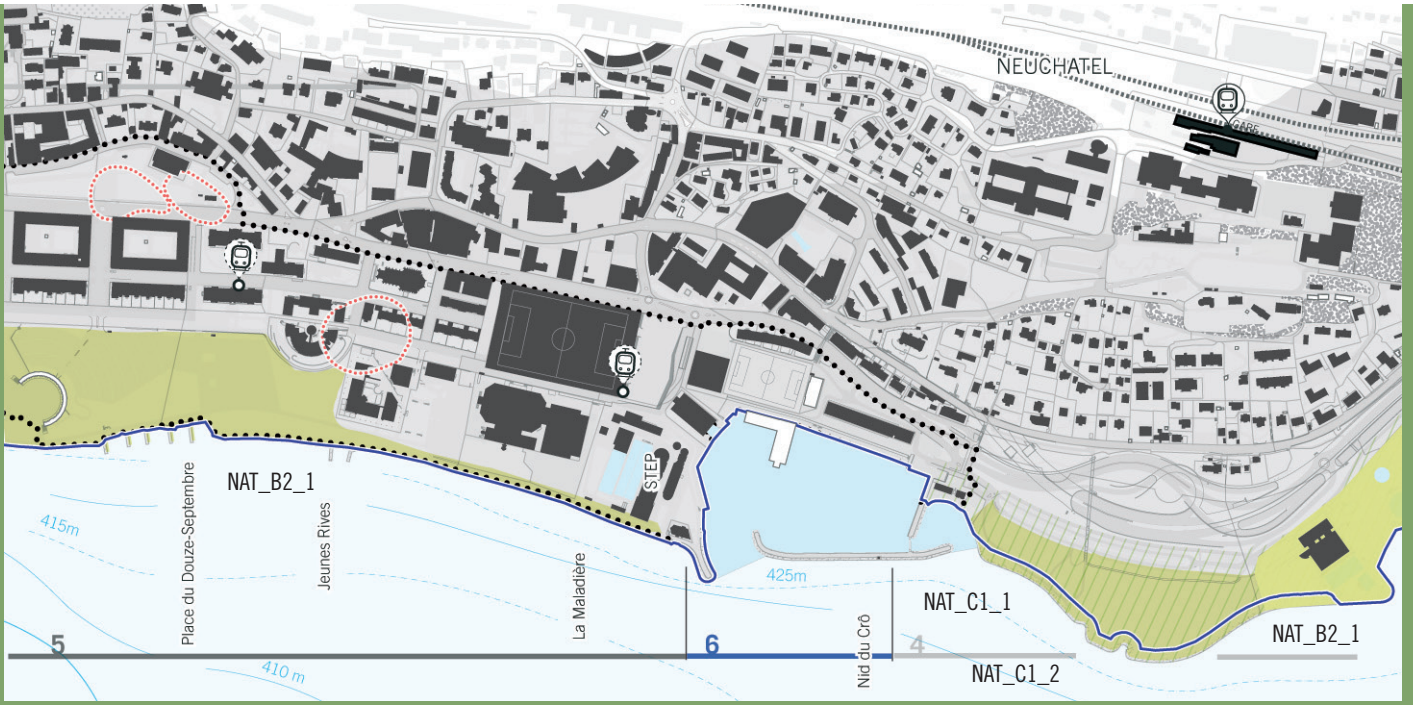 NEUCHATEL
GARE
STEP
NAT_B2_1
415m
Place du Douze-Septembre
Jeunes Rives
La Maladière
425m
Nid du Crô
NAT_C1_1
NAT_B2_1
5
6
4
410 m
NAT_C1_2